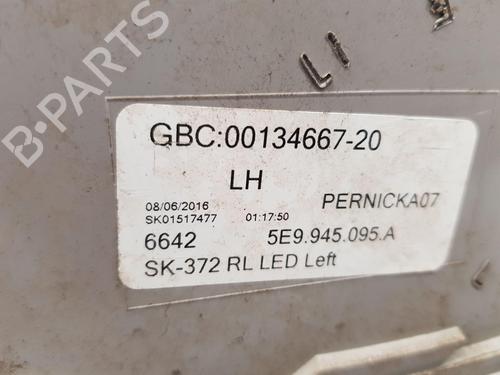 B-PARTS
LI
GBC:00134667-20
LH
08/06/2016 PERNICKA07
SK01517477 01:17:50
6642 5E9.945.095.A
SK-372 RL LED Left